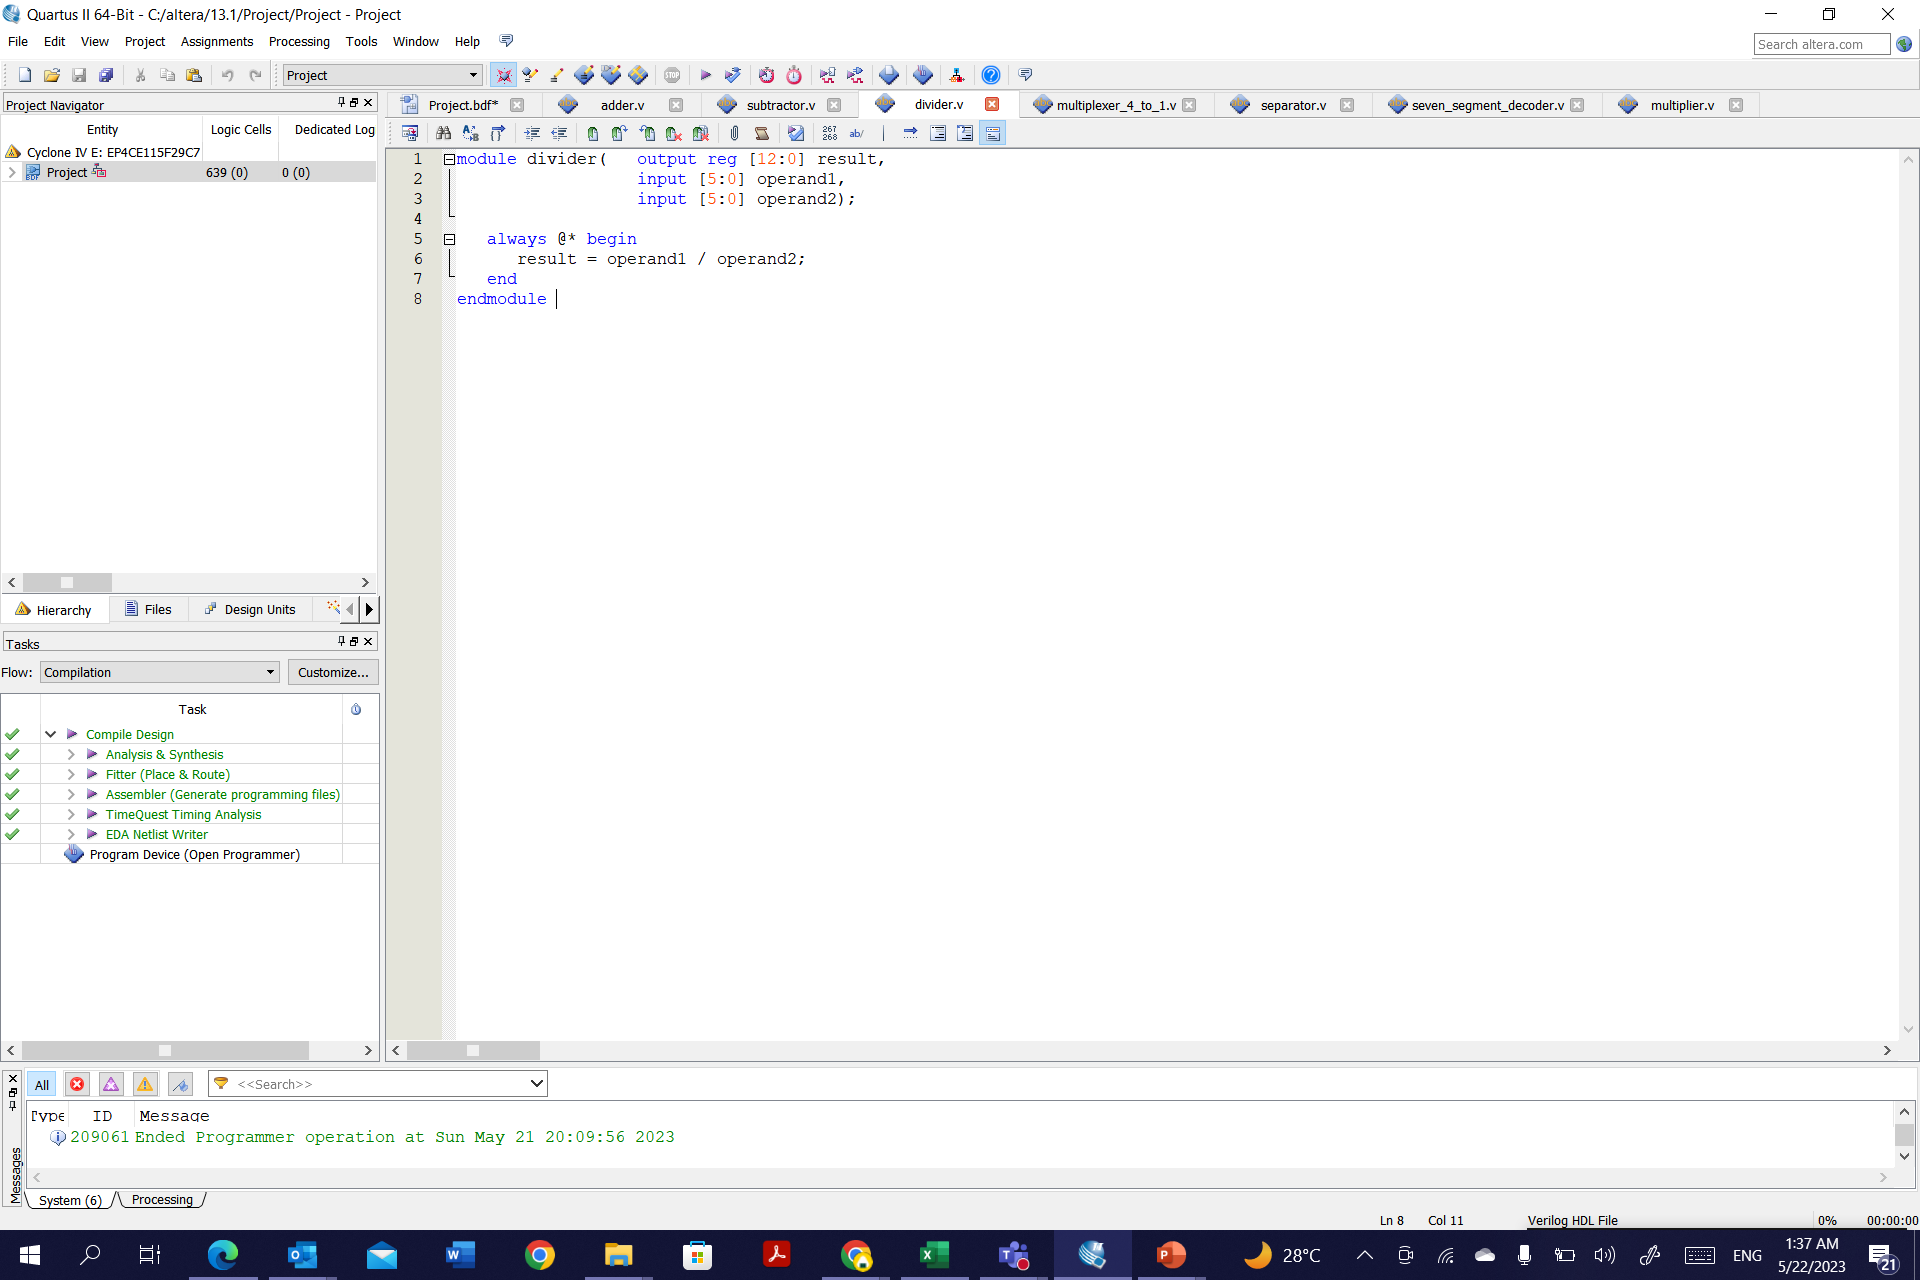 Quartus II 64-Bit - C:/altera/13.1/Project/Project - Project
File Edit View Project Assignments Processing Tools Window Help
Search altera.com
Project
Project Navigator
Entity Logic Cells Dedicated Log
Cyclone IV E: EP4CE115F29C7
Project 639 (0) 0 (0)
Hierarchy Files Design Units
Tasks
Flow: Compilation Customize...
Task
Compile Design
Analysis & Synthesis
Fitter (Place & Route)
Assembler (Generate programming files)
TimeQuest Timing Analysis
EDA Netlist Writer
Program Device (Open Programmer)
Project.bdf* adder.v subtractor.v divider.v multiplexer_4_to_1.v separator.v seven_segment_decoder.v multiplier.v
267
268
ab/
1 module divider( output reg [12:0] result,
2 input [5:0] operand1,
3 input [5:0] operand2);
4
5 always @* begin
6 result = operand1 / operand2;
7 end
8 endmodule
All <<Search>>
Type ID Message
209061 Ended Programmer operation at Sun May 21 20:09:56 2023
Messages
System (6) Processing
Ln 8 Col 11 Verilog HDL File 0% 00:00:00
28°C ENG 1:37 AM
5/22/2023
21